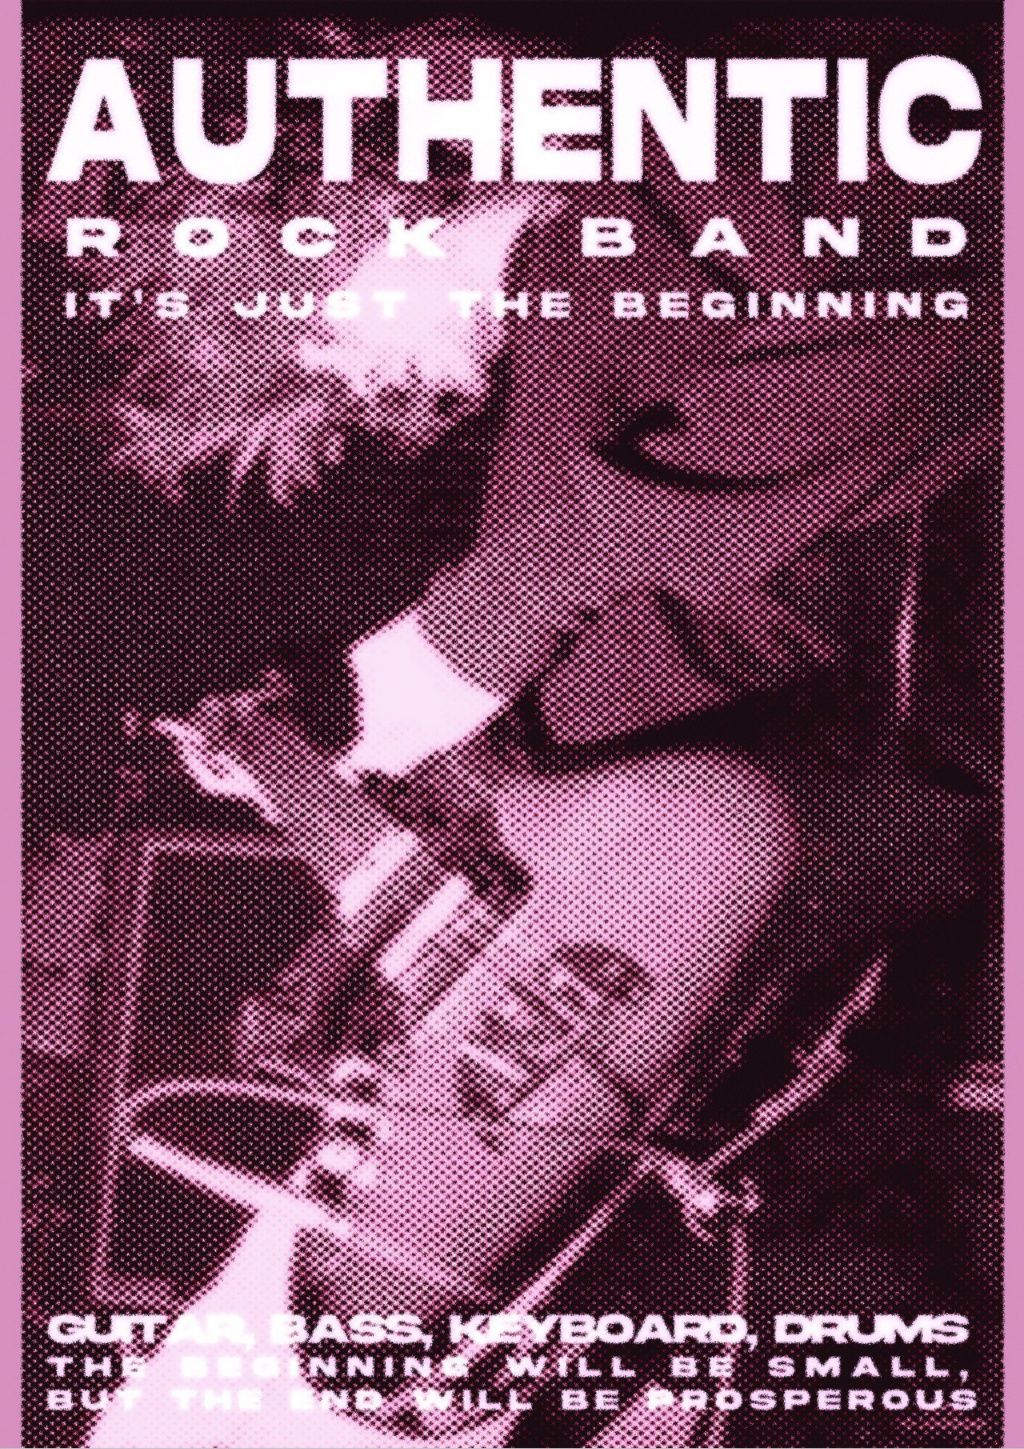 AUTHENTIC
ROCK BAND
IT'S JUST THE BEGINNING
GUITAR, BASS, KEYBOARD, DRUMS
THE BEGINNING WILL BE SMALL,
BUT THE END WILL BE PROSPEROUS